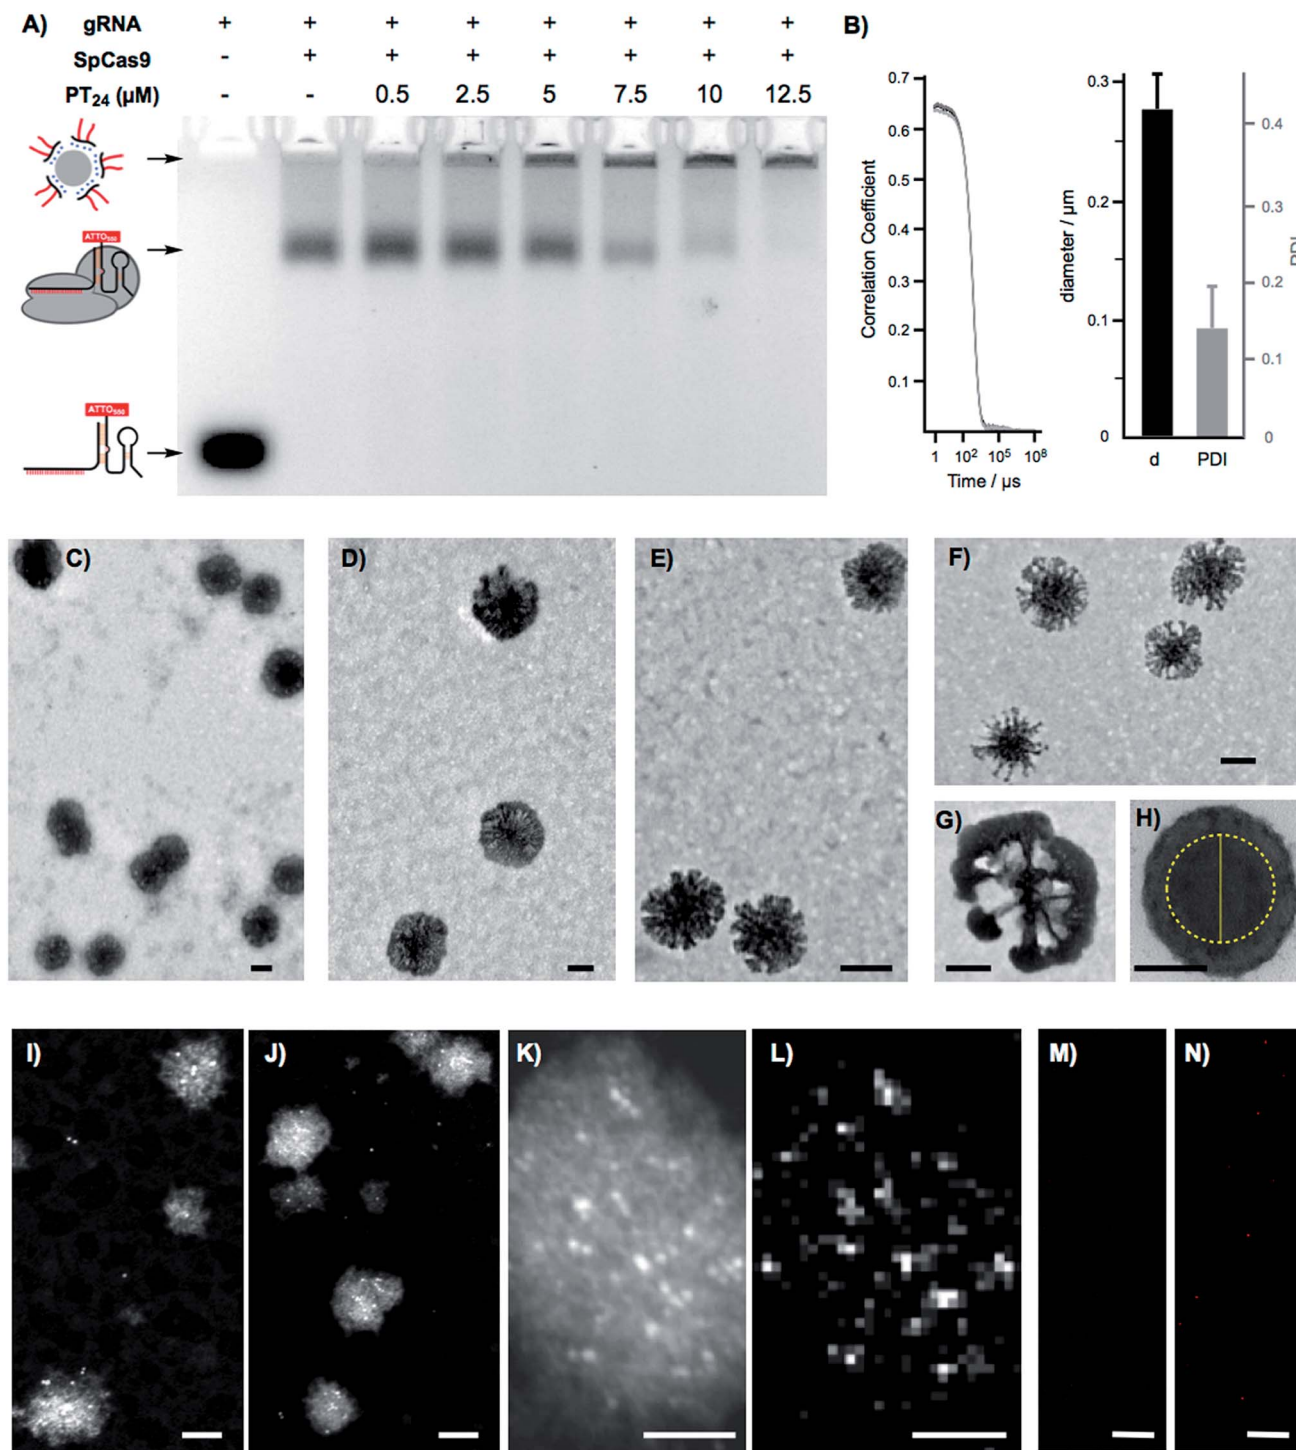 A) gRNA + + + + + + + +
SpCas9 - + + + + + + +
PT24 (μM) - - 0.5 2.5 5 7.5 10 12.5
ATTO550
ATTO550
B)
0.7
0.6
0.5
0.4
0.3
0.2
0.1
Correlation Coefficient
1 10² 10⁵ 10⁸
Time / μs
0.3
0.2
0.1
0
diameter / μm
0.4
0.3
0.2
0.1
0
PDI
d PDI
C)
D)
E)
F)
G)
H)
I)
J)
K)
L)
M)
N)